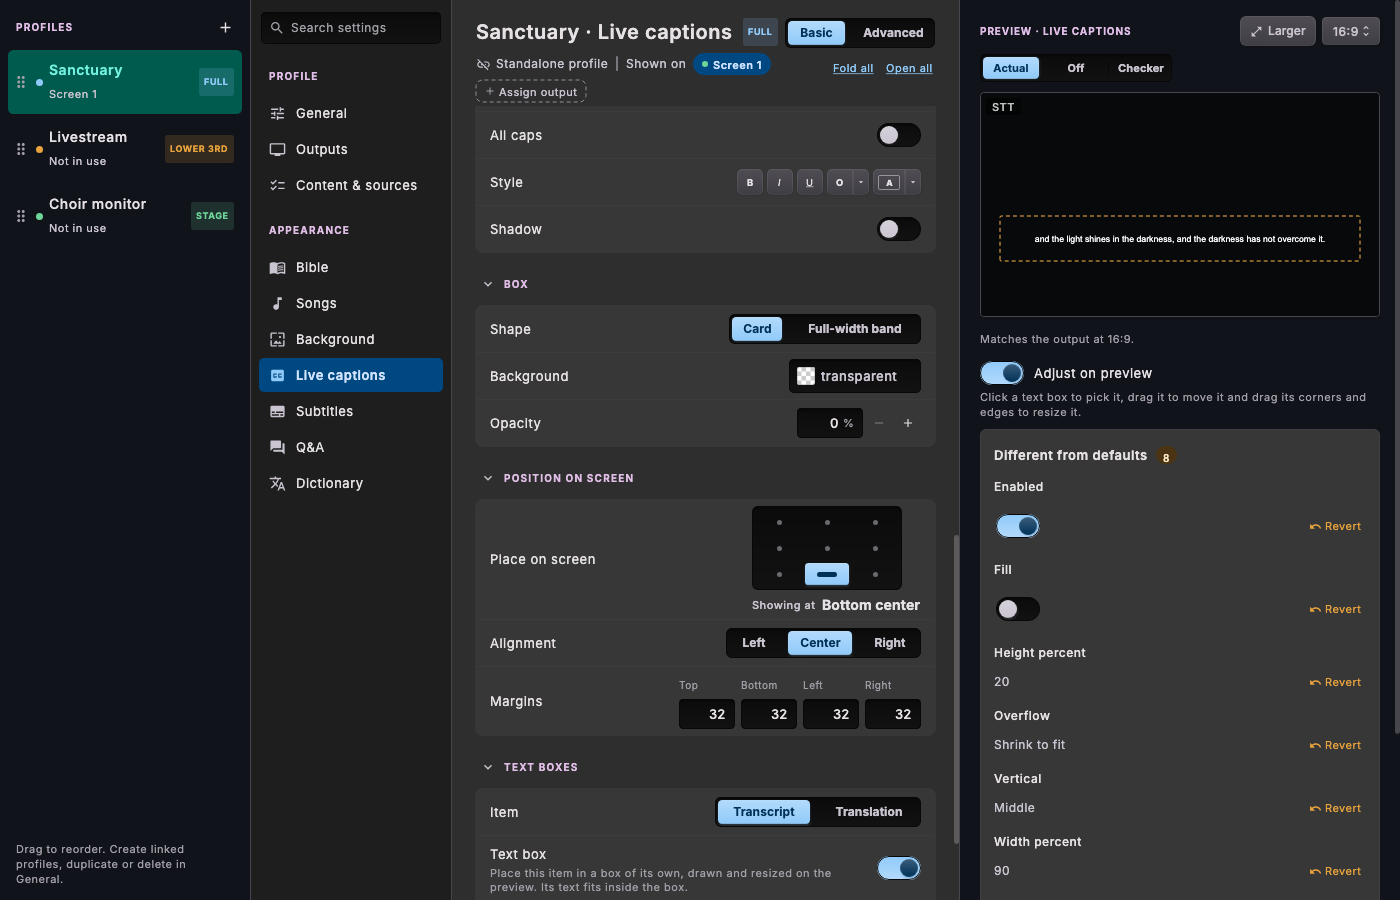 PROFILES
Sanctuary
Screen 1
FULL
Livestream
Not in use
LOWER 3RD
Choir monitor
Not in use
STAGE
Drag to reorder. Create linked
profiles, duplicate or delete in
General.
Search settings
PROFILE
General
Outputs
Content & sources
APPEARANCE
Bible
Songs
Background
Live captions
Subtitles
Q&A
Dictionary
Sanctuary · Live captions
FULL
Basic
Advanced
Standalone profile | Shown on
Screen 1
Fold all
Open all
+ Assign output
All caps
Style
B
I
U
O
A
Shadow
BOX
Shape
Card
Full-width band
Background
transparent
Opacity
0 %
POSITION ON SCREEN
Place on screen
Showing at Bottom center
Alignment
Left
Center
Right
Margins
Top
Bottom
Left
Right
32
32
32
32
TEXT BOXES
Item
Transcript
Translation
Text box
Place this item in a box of its own, drawn and resized on the
preview. Its text fits inside the box.
PREVIEW · LIVE CAPTIONS
Larger
16:9
Actual
Off
Checker
STT
and the light shines in the darkness, and the darkness has not overcome it.
Matches the output at 16:9.
Adjust on preview
Click a text box to pick it, drag it to move it and drag its corners and
edges to resize it.
Different from defaults
8
Enabled
Revert
Fill
Revert
Height percent
20
Revert
Overflow
Shrink to fit
Revert
Vertical
Middle
Revert
Width percent
90
Revert